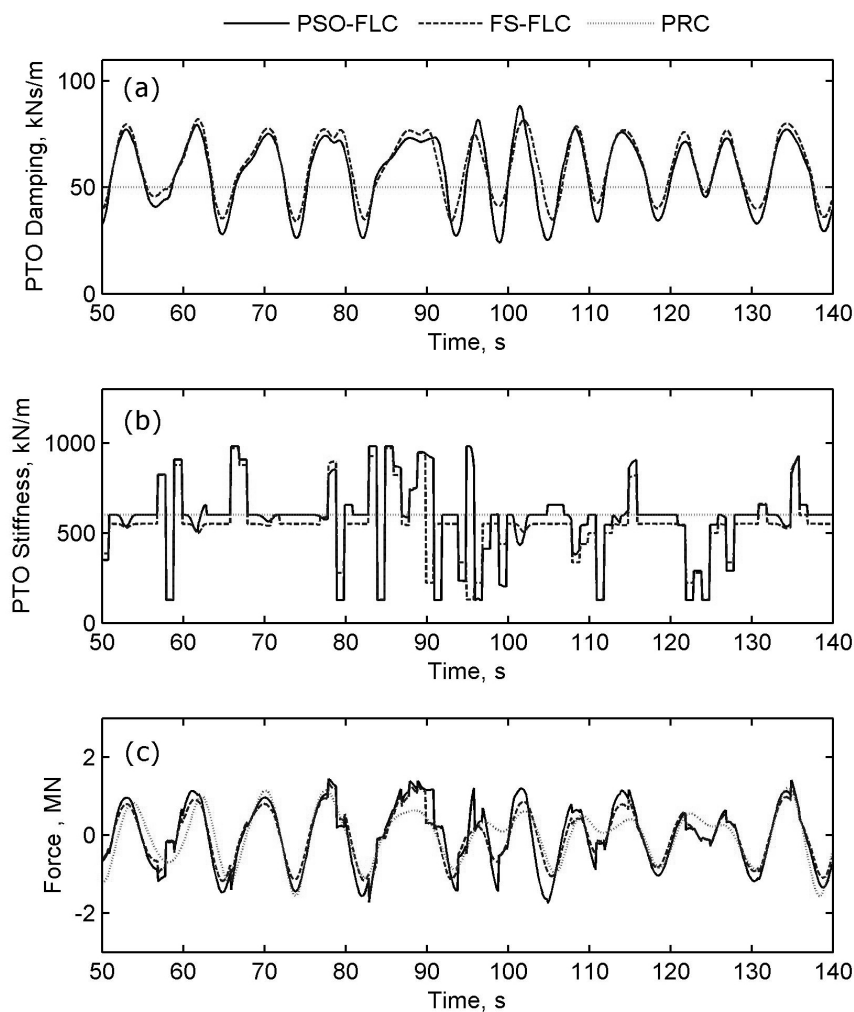 PSO-FLC FS-FLC PRC
(a)
PTO Damping, kNs/m
100
50
0
50 60 70 80 90 100 110 120 130 140
Time, s
(b)
PTO Stiffness, kN/m
1000
500
0
50 60 70 80 90 100 110 120 130 140
Time, s
(c)
Force , MN
2
0
-2
50 60 70 80 90 100 110 120 130 140
Time, s